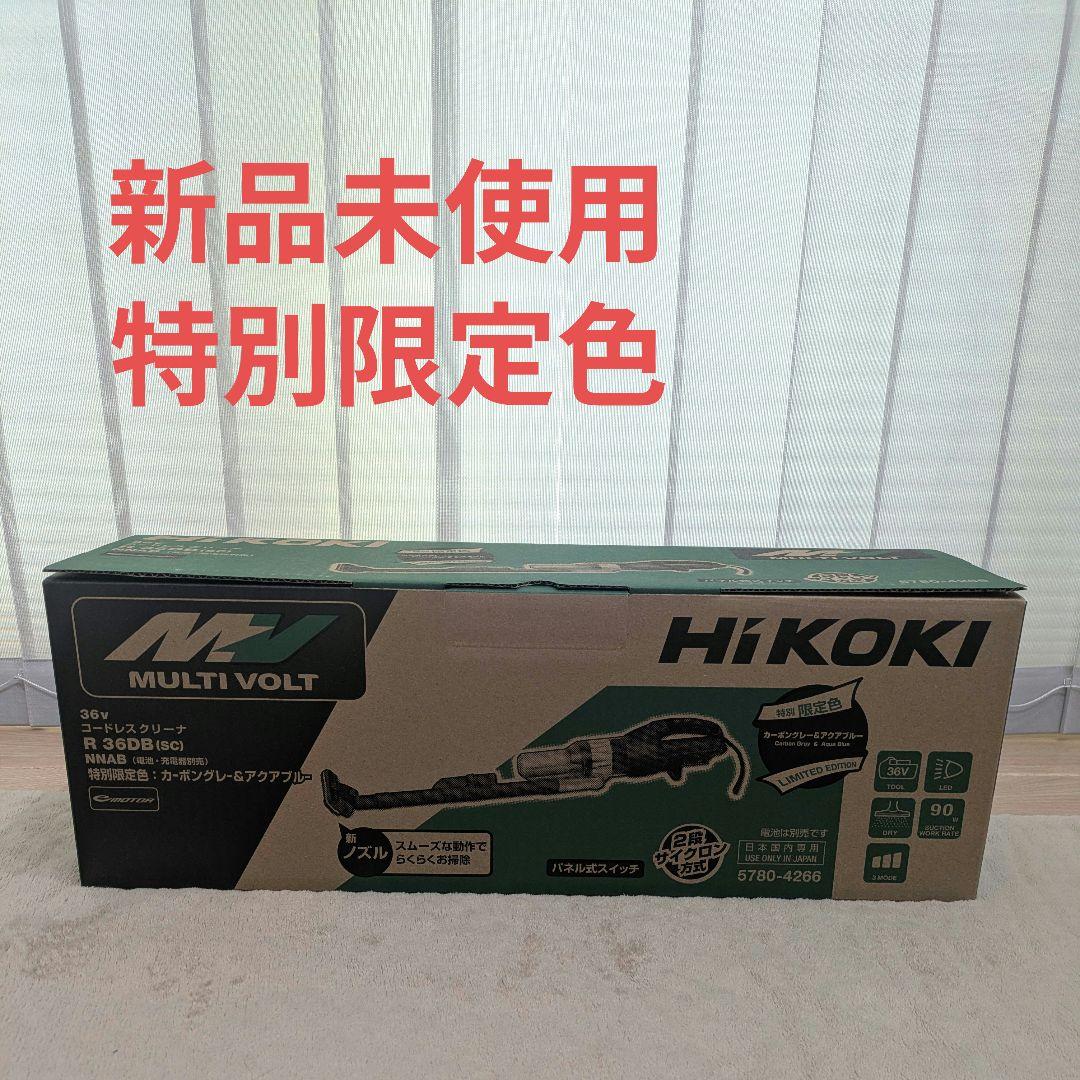 新品未使用
特別限定色
HiKOKI
MULTI VOLT
5780-4266
MV
MULTI VOLT
HiKOKI
36v
コードレスクリーナ
R 36DB(SC)
NNAB (電池・充電器別売)
特別限定色:カーボングレー&アクアブルー
e MOTOR
特別 限定色
カーボングレー&アクアブルー
Carbon Gray & Aqua Blue
LIMITED EDITION
36V
TOOL
LED
DRY
90 W
SUCTION
WORK RATE
3 MODE
新
ノズル
スムーズな動作で
らくらくお掃除
パネル式スイッチ
2段
サイクロン
方式
電池は別売です
日本国内専用
USE ONLY IN JAPAN
5780-4266